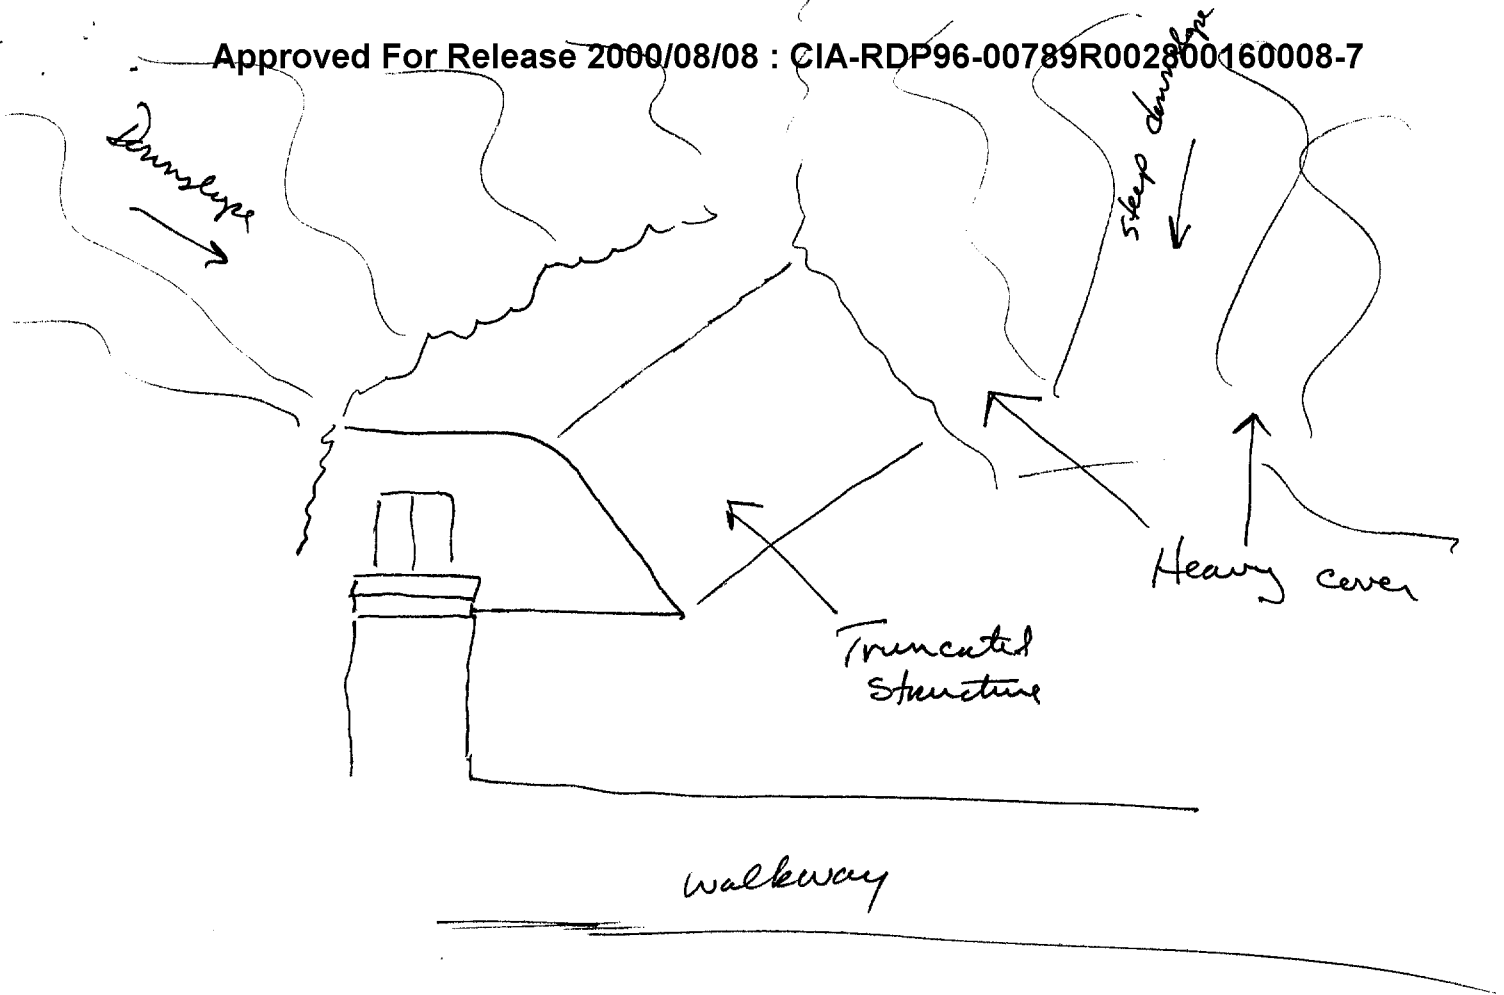 Approved For Release 2000/08/08 : CIA-RDP96-00789R002800160008-7
Downslope
steep downslope
Heavy cover
Truncated
structure
walkway